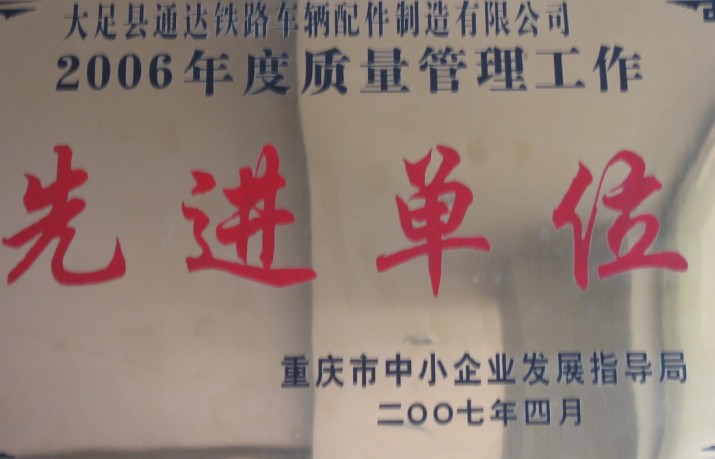 大足县通达铁路车辆配件制造有限公司
2006年度质量管理工作
先进单位
重庆市中小企业发展指导局
二〇〇七年四月